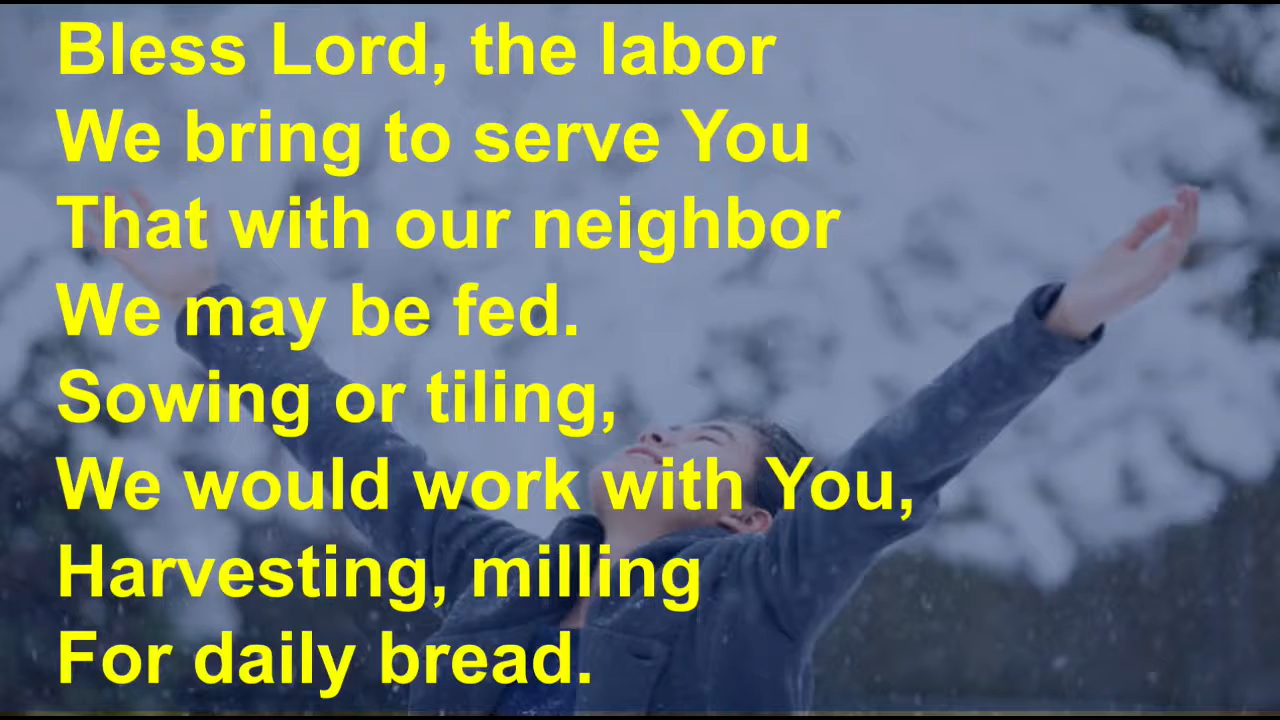 Bless Lord, the labor
We bring to serve You
That with our neighbor
We may be fed.
Sowing or tiling,
We would work with You,
Harvesting, milling
For daily bread.